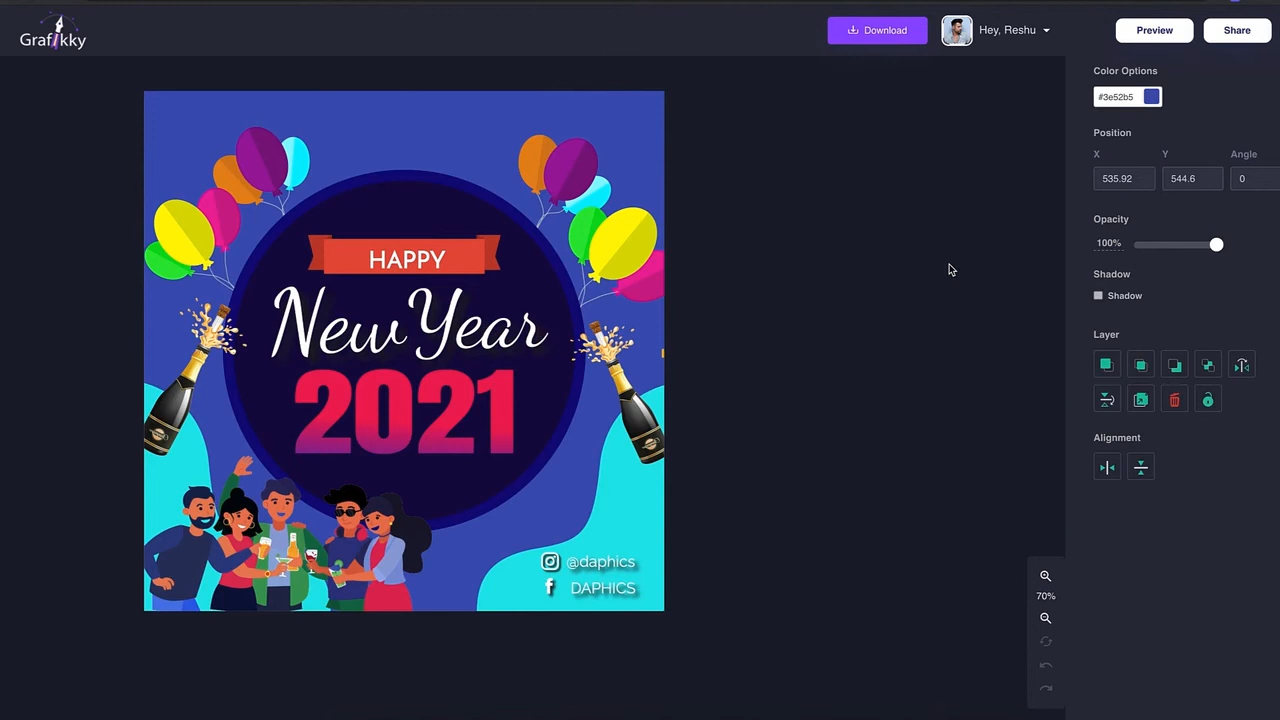 Grafikky
Download
Hey, Reshu
Preview
Share
Color Options
#3e52b5
Position
X Y Angle
535.92 544.6 0
Opacity
100%
Shadow
Shadow
Layer
Alignment
70%
HAPPY
New Year
2021
@daphics
f DAPHICS